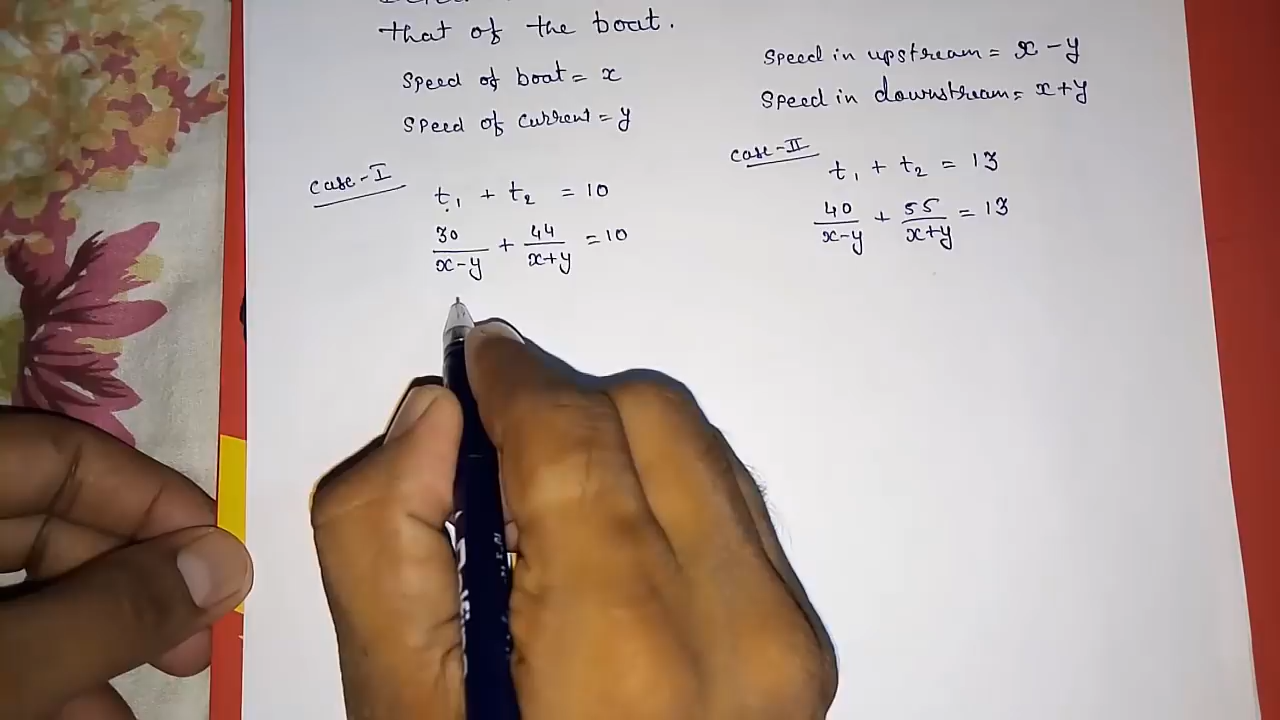 that of the boat.
Speed of boat = x
Speed of current = y
Speed in upstream = x - y
Speed in downstream = x + y
Case-I
t₁ + t₂ = 10
30/(x-y) + 44/(x+y) = 10
Case-II
t₁ + t₂ = 13
40/(x-y) + 55/(x+y) = 13